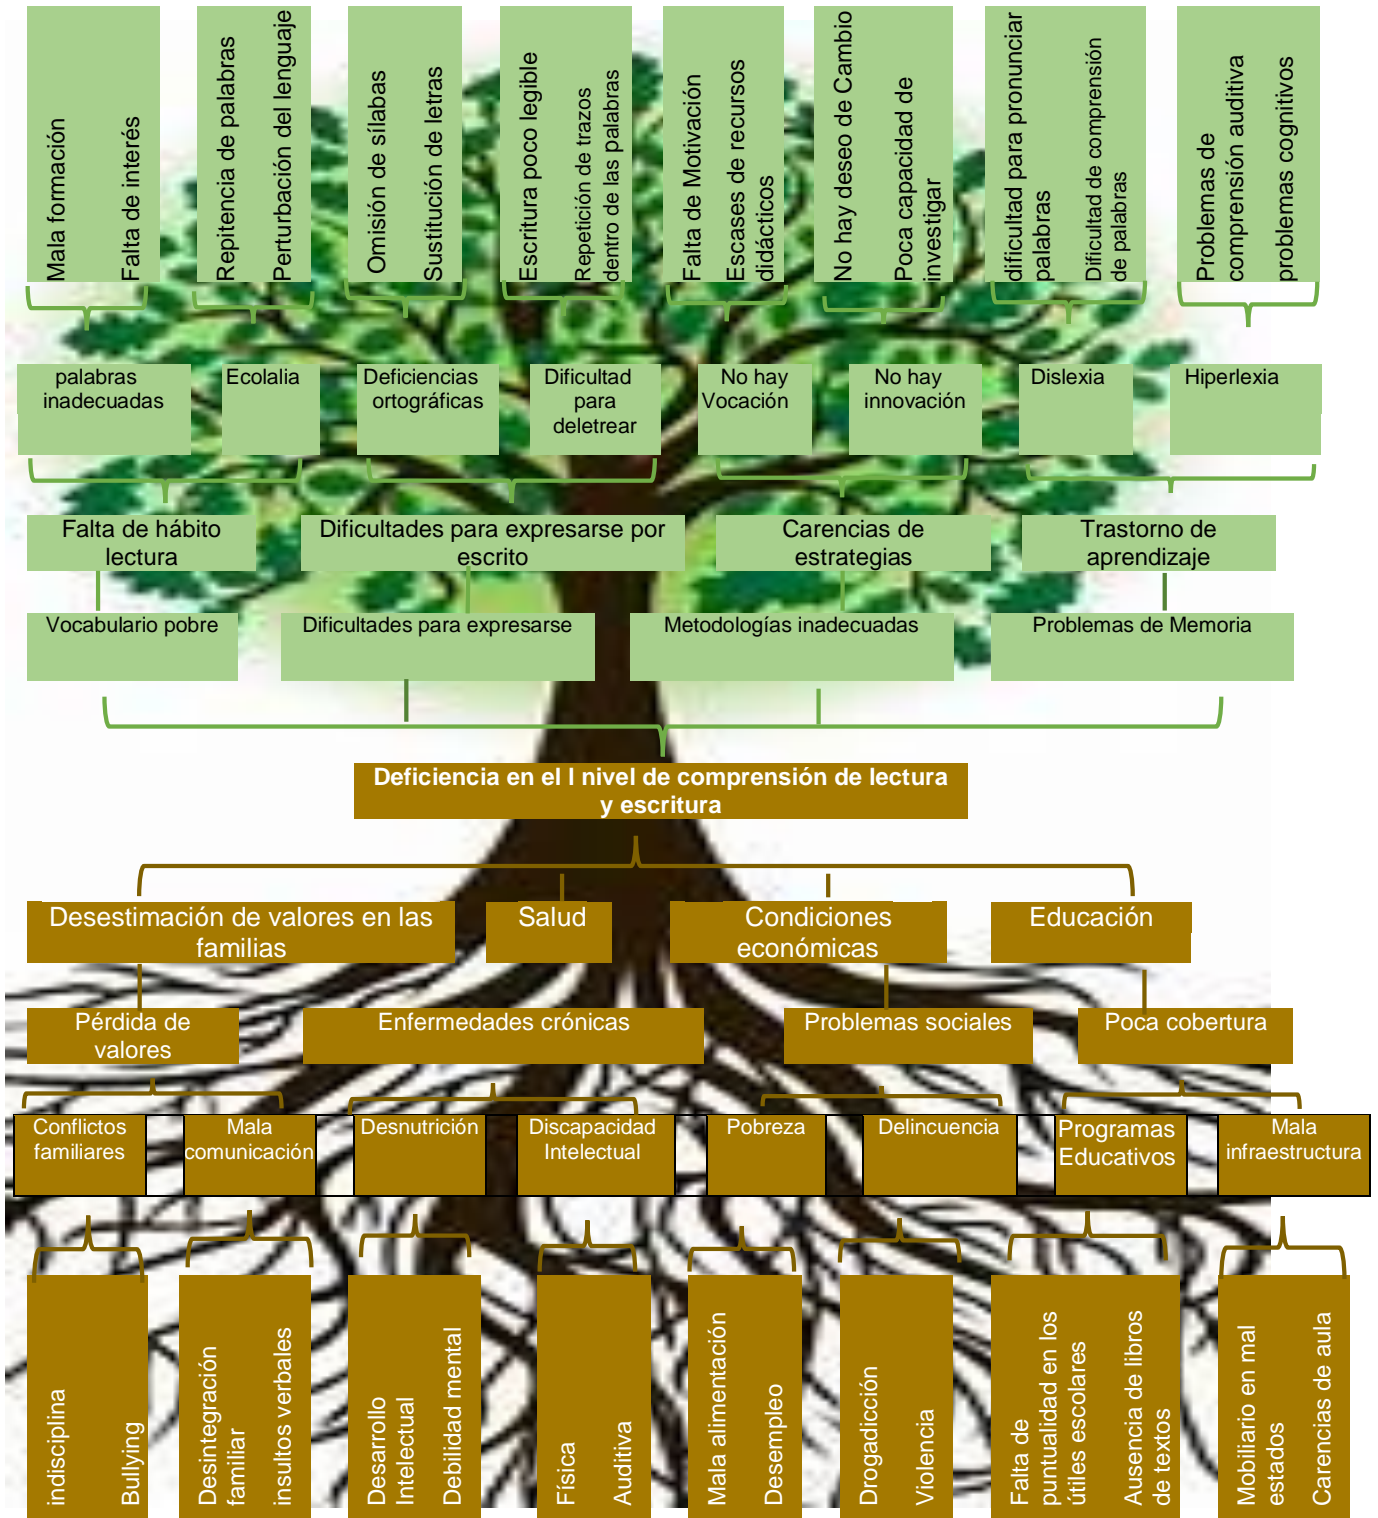 Mala formación
Falta de interés
Repitencia de palabras
Perturbación del lenguaje
Omisión de sílabas
Sustitución de letras
Escritura poco legible
Repetición de trazos
dentro de las palabras
Falta de Motivación
Escases de recursos
didácticos
No hay deseo de Cambio
Poca capacidad de
investigar
dificultad para pronunciar
palabras
Dificultad de comprensión
de palabras
Problemas de
comprensión auditiva
problemas cognitivos
palabras
inadecuadas
Ecolalia
Deficiencias
ortográficas
Dificultad
para
deletrear
No hay
Vocación
No hay
innovación
Dislexia
Hiperlexia
Falta de hábito
lectura
Dificultades para expresarse por
escrito
Carencias de
estrategias
Trastorno de
aprendizaje
Vocabulario pobre
Dificultades para expresarse
Metodologías inadecuadas
Problemas de Memoria
Deficiencia en el I nivel de comprensión de lectura
y escritura
Desestimación de valores en las
familias
Salud
Condiciones
económicas
Educación
Pérdida de
valores
Enfermedades crónicas
Problemas sociales
Poca cobertura
Conflictos
familiares
Mala
comunicación
Desnutrición
Discapacidad
Intelectual
Pobreza
Delincuencia
Programas
Educativos
Mala
infraestructura
indisciplina
Bullying
Desintegración
familiar
insultos verbales
Desarrollo
Intelectual
Debilidad mental
Física
Auditiva
Mala alimentación
Desempleo
Drogadicción
Violencia
Falta de
puntualidad en los
útiles escolares
Ausencia de libros
de textos
Mobiliario en mal
estados
Carencias de aula